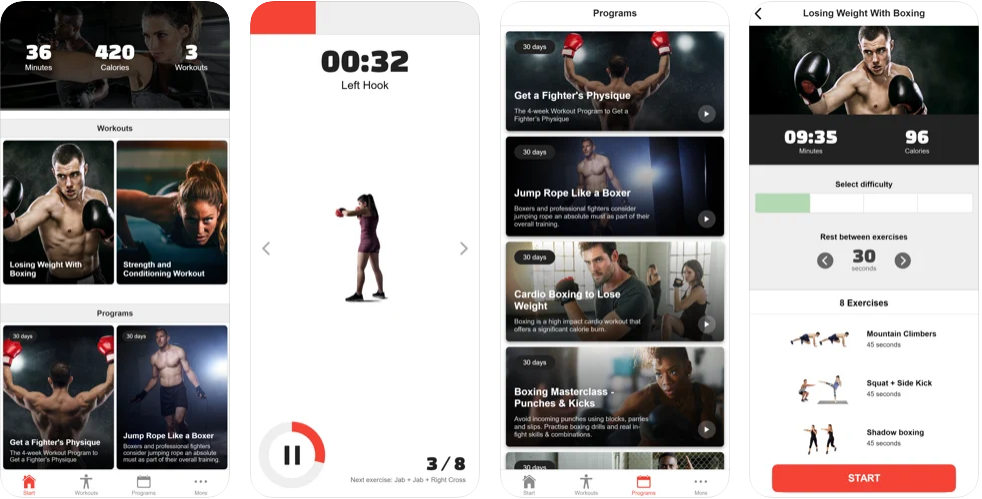 36 420 3
Minutes Calories Workouts
Workouts
Losing Weight With
Boxing
Strength and
Conditioning Workout
Programs
30 days
Get a Fighter's Physique
The 4-week Workout Program to
Get a Fighter's Physique
30 days
Jump Rope Like a Boxer
Boxers and professional fighters
consider jumping rope an absolute
must as part of their overall training.
Start Workouts Programs More
00:32
Left Hook
3 / 8
Next exercise: Jab + Jab + Right Cross
Programs
30 days
Get a Fighter's Physique
The 4-week Workout Program to Get a
Fighter's Physique
30 days
Jump Rope Like a Boxer
Boxers and professional fighters consider
jumping rope an absolute must as part of their
overall training.
30 days
Cardio Boxing to Lose
Weight
Boxing is a high impact cardio workout that
offers a significant calorie burn.
30 days
Boxing Masterclass -
Punches & Kicks
Avoid incoming punches using blocks, parries
and slips. Practise boxing drills and real in-
fight skills & combinations.
30 days
Start Workouts Programs More
Losing Weight With Boxing
09:35 96
Minutes Calories
Select difficulty
Rest between exercises
30
seconds
8 Exercises
Mountain Climbers
45 seconds
Squat + Side Kick
45 seconds
Shadow boxing
45 seconds
START